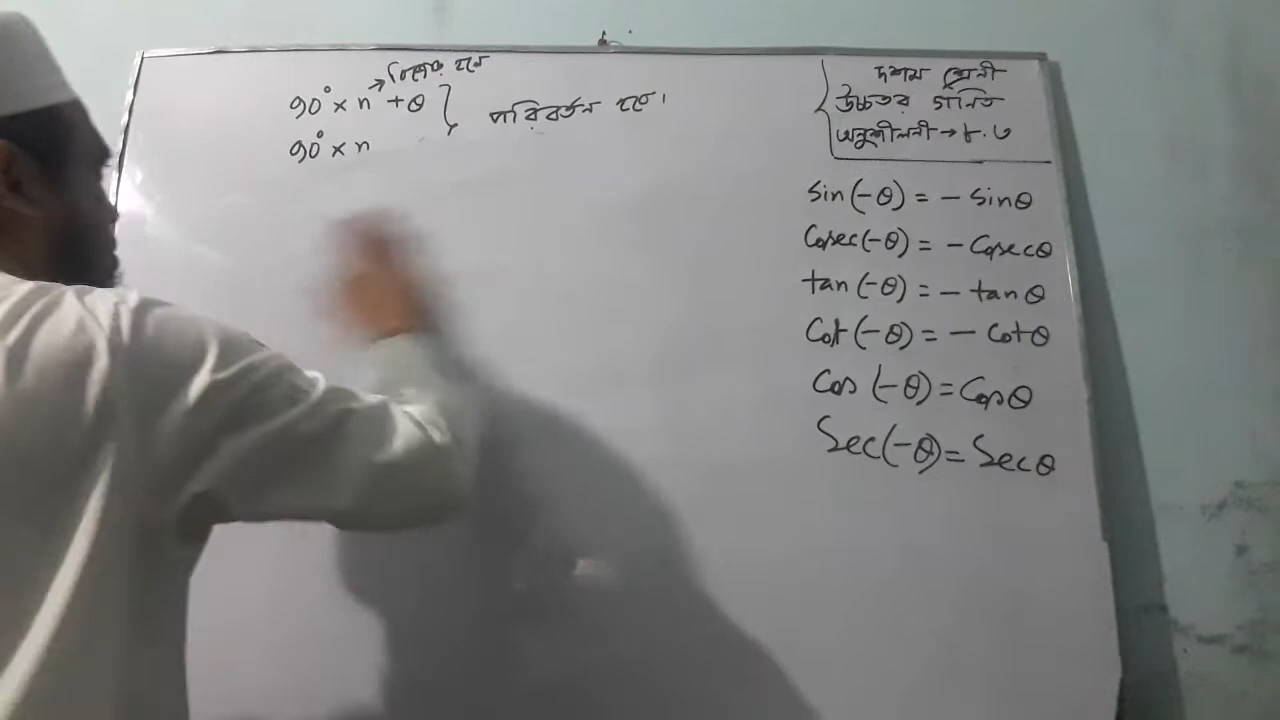 → বিজোড় হলে
90° × n + θ } পরিবর্তন হবে।
90° × n
দশম শ্রেনী
উচ্চতর গনিত
অনুশীলনী → ৮.৩
Sin(-θ) = - Sinθ
Cosec(-θ) = - Cosecθ
tan(-θ) = - tanθ
Cot(-θ) = - Cotθ
Cos(-θ) = Cosθ
Sec(-θ) = Secθ